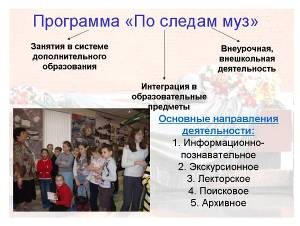 Программа «По следам муз»
Занятия в системе
дополнительного
образования
Внеурочная,
внешкольная
деятельность
Интеграция в
образовательные
предметы
Основные направления
деятельности:
1. Информационно-
познавательное
2. Экскурсионное
3. Лекторское
4. Поисковое
5. Архивное